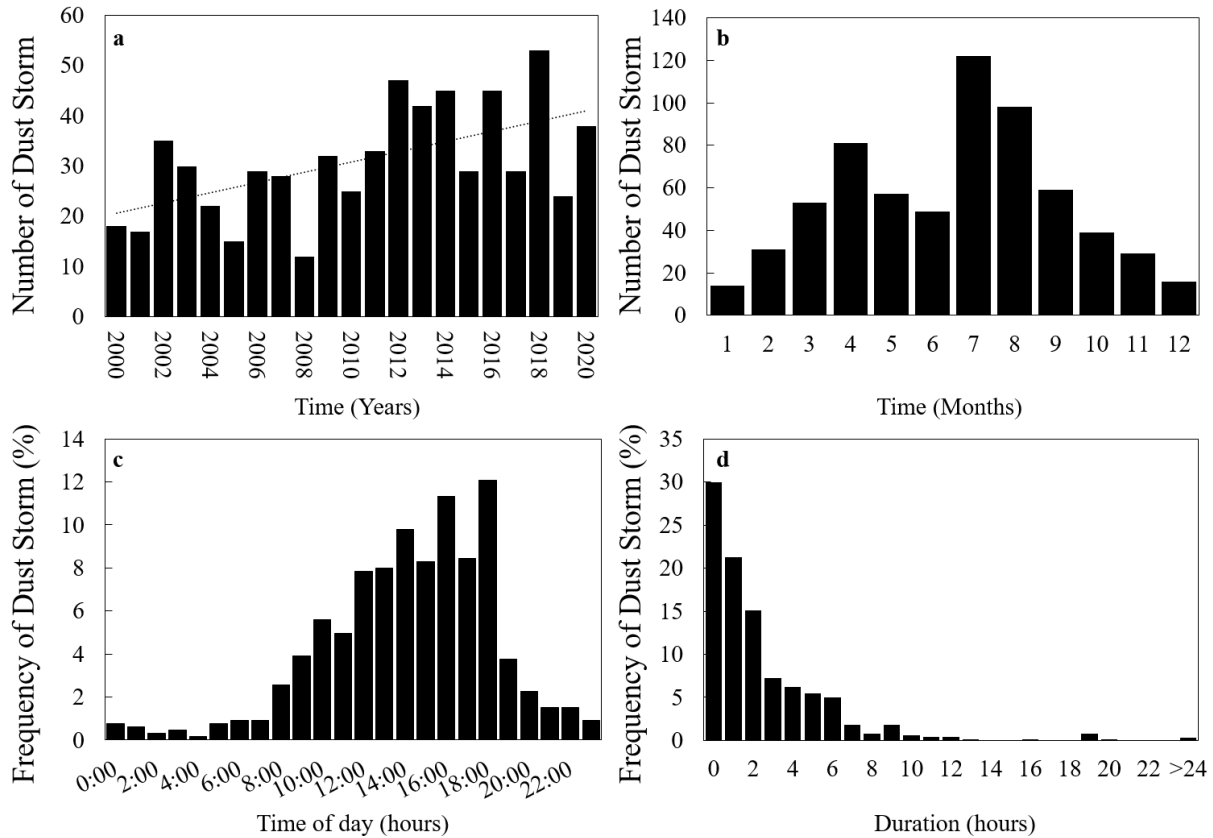 a
Number of Dust Storm
60
50
40
30
20
10
0
2000 2002 2004 2006 2008 2010 2012 2014 2016 2018 2020
Time (Years)
b
Number of Dust Storm
140
120
100
80
60
40
20
0
1 2 3 4 5 6 7 8 9 10 11 12
Time (Months)
c
Frequency of Dust Storm (%)
14
12
10
8
6
4
2
0
0:00 2:00 4:00 6:00 8:00 10:00 12:00 14:00 16:00 18:00 20:00 22:00
Time of day (hours)
d
Frequency of Dust Storm (%)
35
30
25
20
15
10
5
0
0 2 4 6 8 10 12 14 16 18 20 22 >24
Duration (hours)